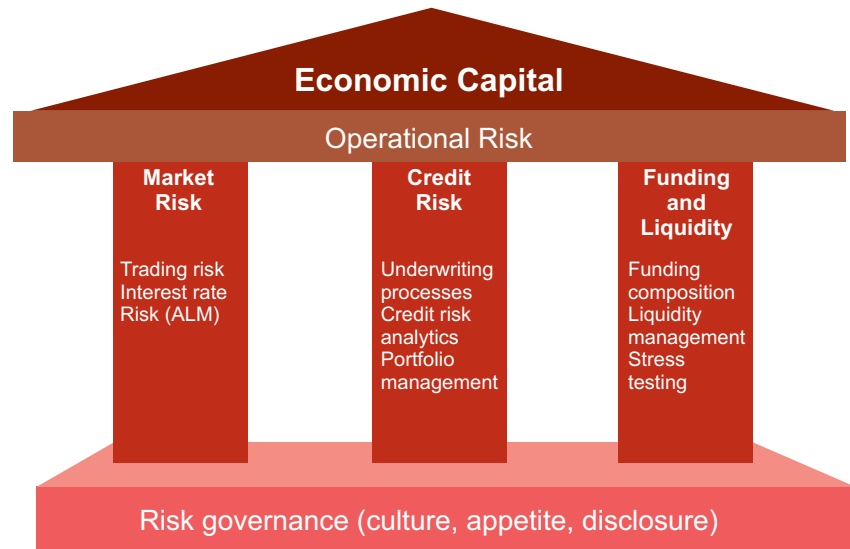 Economic Capital
Operational Risk
Market
Risk
Trading risk
Interest rate
Risk (ALM)
Credit
Risk
Underwriting
processes
Credit risk
analytics
Portfolio
management
Funding
and
Liquidity
Funding
composition
Liquidity
management
Stress
testing
Risk governance (culture, appetite, disclosure)